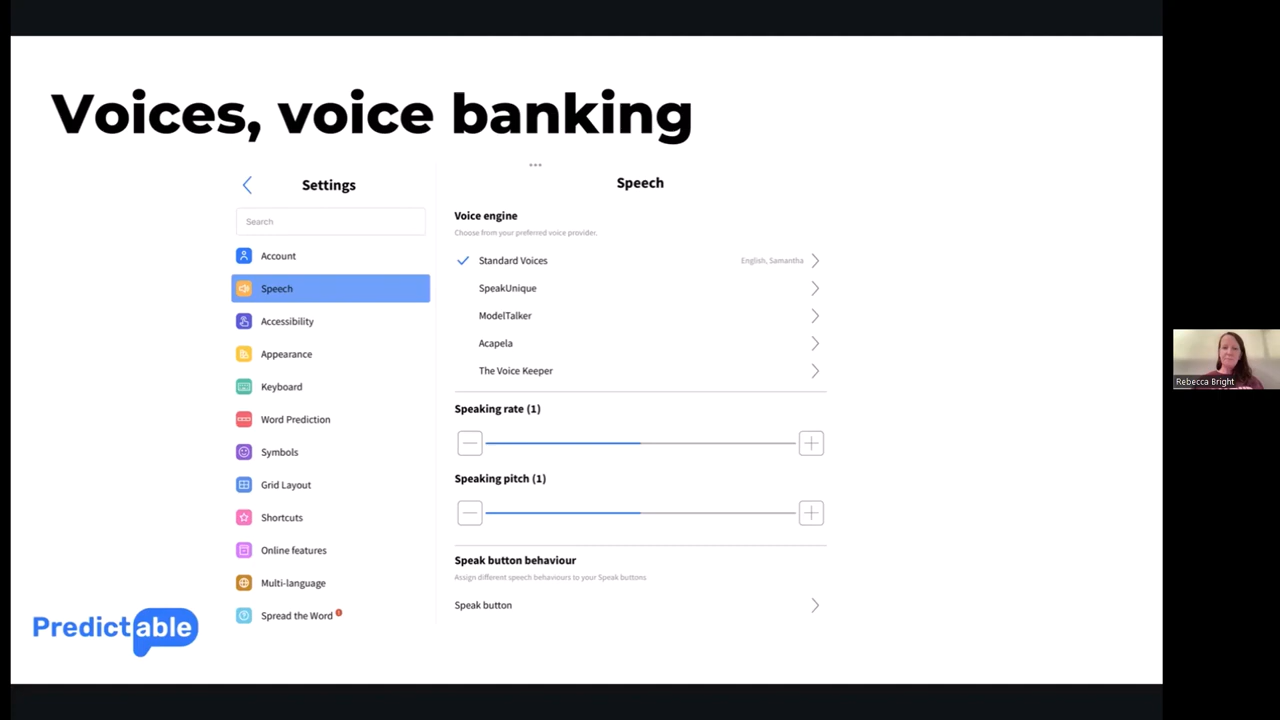 Voices, voice banking
Settings
Search
Account
Speech
Accessibility
Appearance
Keyboard
Word Prediction
Symbols
Grid Layout
Shortcuts
Online features
Multi-language
Spread the Word
Speech
Voice engine
Choose from your preferred voice provider.
Standard Voices English, Samantha
SpeakUnique
ModelTalker
Acapela
The Voice Keeper
Speaking rate (1)
Speaking pitch (1)
Speak button behaviour
Assign different speech behaviours to your Speak buttons
Speak button
Predictable
Rebecca Bright